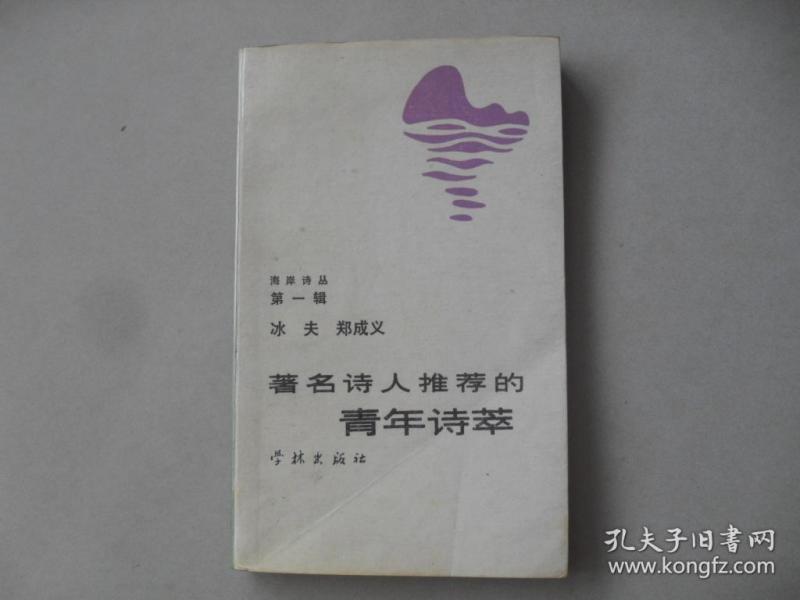 海岸诗丛
第一辑
冰夫 郑成义
著名诗人推荐的
青年诗萃
学林出版社
孔夫子旧书网
www.kongfz.com